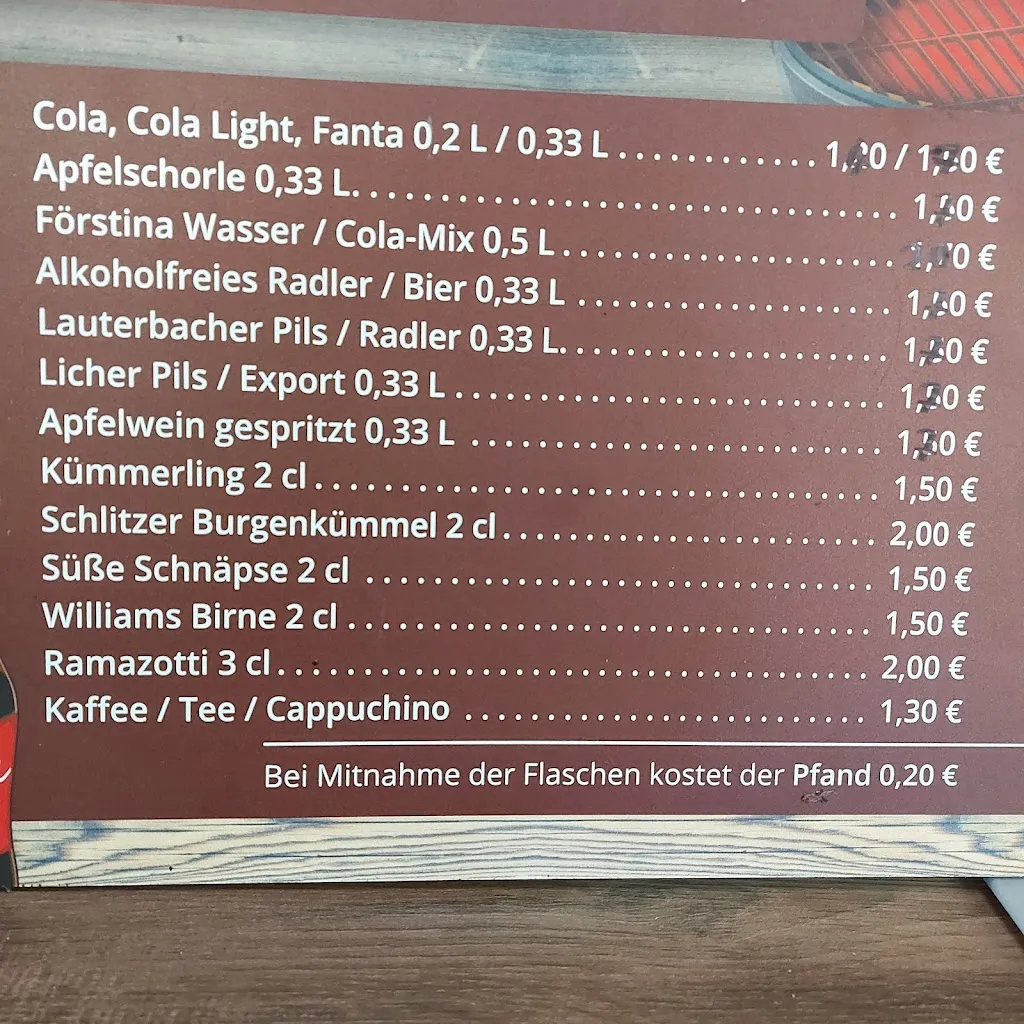 Cola, Cola Light, Fanta 0,2 L / 0,33 L ............ / €
Apfelschorle 0,33 L. ............ €
Förstina Wasser / Cola-Mix 0,5 L ............ €
Alkoholfreies Radler / Bier 0,33 L ............ €
Lauterbacher Pils / Radler 0,33 L. ............ €
Licher Pils / Export 0,33 L ............ €
Apfelwein gespritzt 0,33 L ............ €
Kümmerling 2 cl ............ 1,50 €
Schlitzer Burgenkümmel 2 cl ............ 2,00 €
Süße Schnäpse 2 cl ............ 1,50 €
Williams Birne 2 cl ............ 1,50 €
Ramazotti 3 cl ............ 2,00 €
Kaffee / Tee / Cappuchino ............ 1,30 €
Bei Mitnahme der Flaschen kostet der Pfand 0,20 €